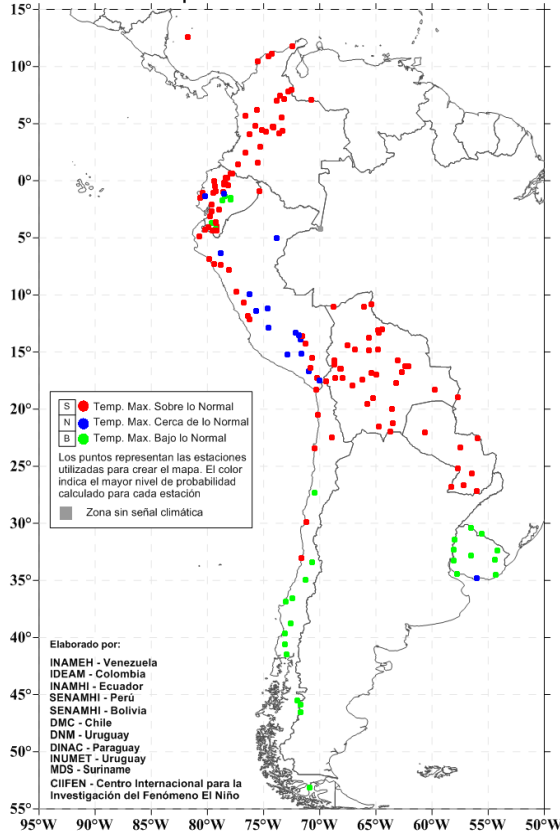 15°
10°
5°
0°
5°
10°
15°
20°
25°
30°
35°
40°
45°
50°
55°
S Temp. Max. Sobre lo Normal
N Temp. Max. Cerca de lo Normal
B Temp. Max. Bajo lo Normal
Los puntos representan las estaciones
utilizadas para crear el mapa. El color
indica el mayor nivel de probabilidad
calculado para cada estación
Zona sin señal climática
Elaborado por:
INAMEH - Venezuela
IDEAM - Colombia
INAMHI - Ecuador
SENAMHI - Perú
SENAMHI - Bolivia
DMC - Chile
DNM - Uruguay
DINAC - Paraguay
INUMET - Uruguay
MDS - Suriname
CIIFEN - Centro Internacional para la
Investigación del Fenómeno El Niño
95°W 90°W 85°W 80°W 75°W 70°W 65°W 60°W 55°W 50°W